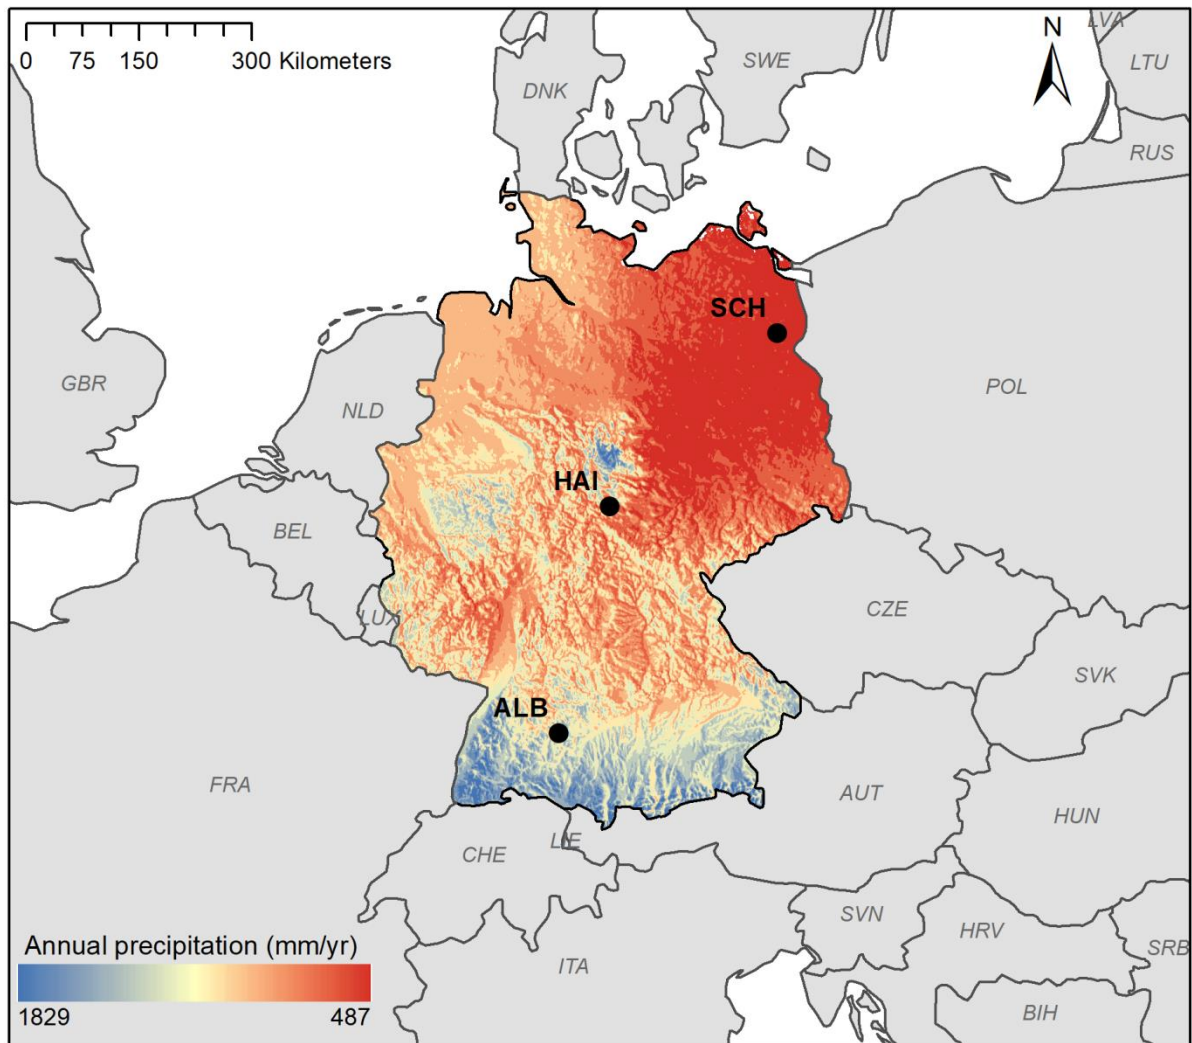 0 75 150 300 Kilometers
N
LVA
SWE
LTU
DNK
RUS
SCH
GBR
POL
NLD
HAI
BEL
CZE
LUX
SVK
ALB
FRA
AUT
HUN
LIE
CHE
SVN
HRV
SRB
Annual precipitation (mm/yr)
ITA
BIH
1829 487